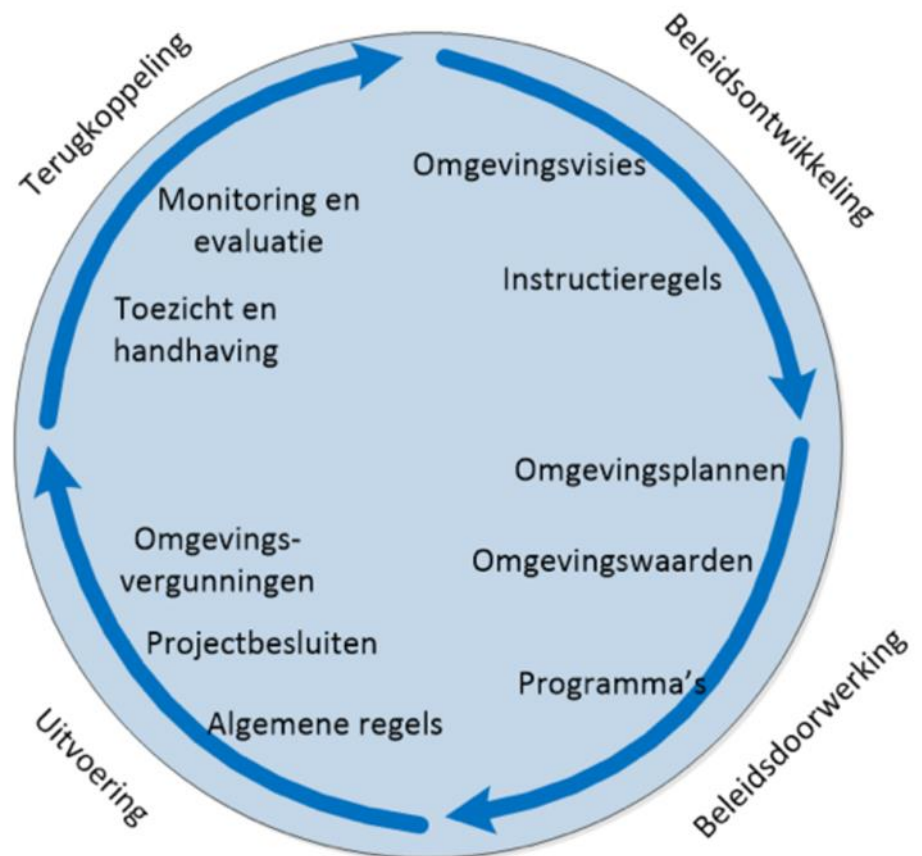 Terugkoppeling
Beleidsontwikkeling
Omgevingsvisies
Monitoring en
evaluatie
Instructieregels
Toezicht en
handhaving
Omgevingsplannen
Omgevings-
vergunningen
Omgevingswaarden
Projectbesluiten
Programma's
Algemene regels
Uitvoering
Beleidsdoorwerking